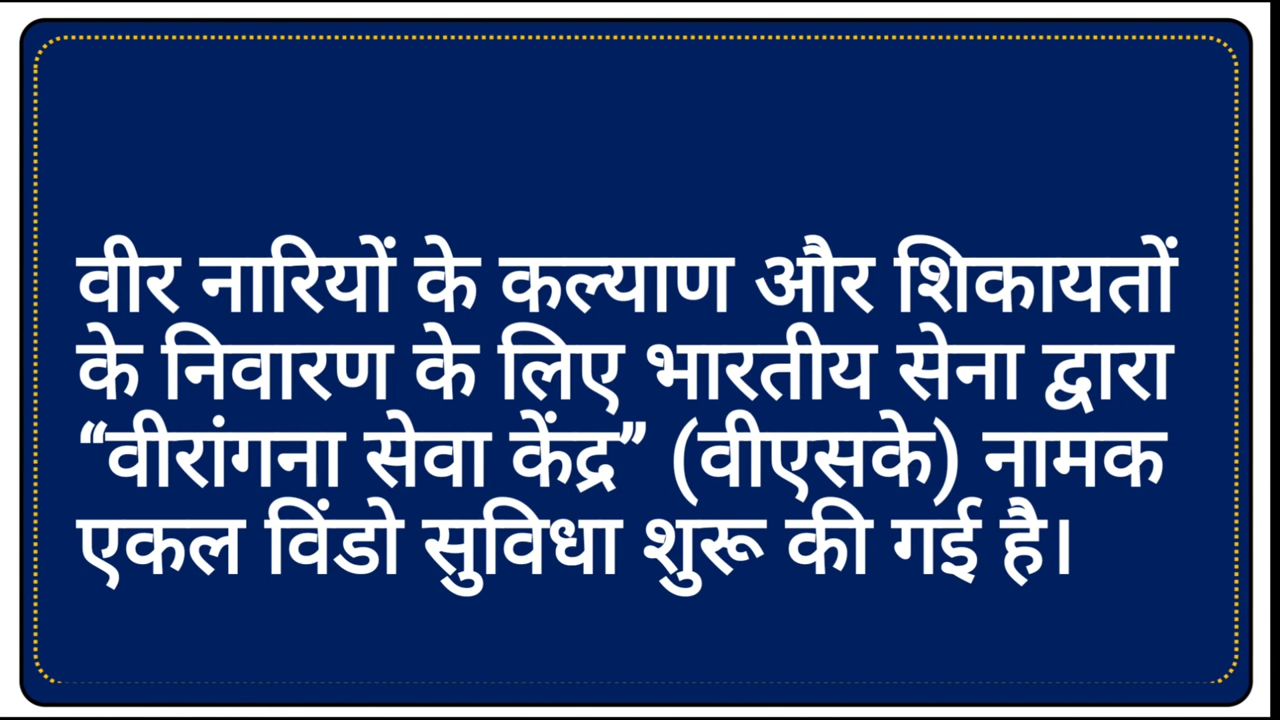 वीर नारियों के कल्याण और शिकायतों
के निवारण के लिए भारतीय सेना द्वारा
“वीरांगना सेवा केंद्र” (वीएसके) नामक
एकल विंडो सुविधा शुरू की गई है।